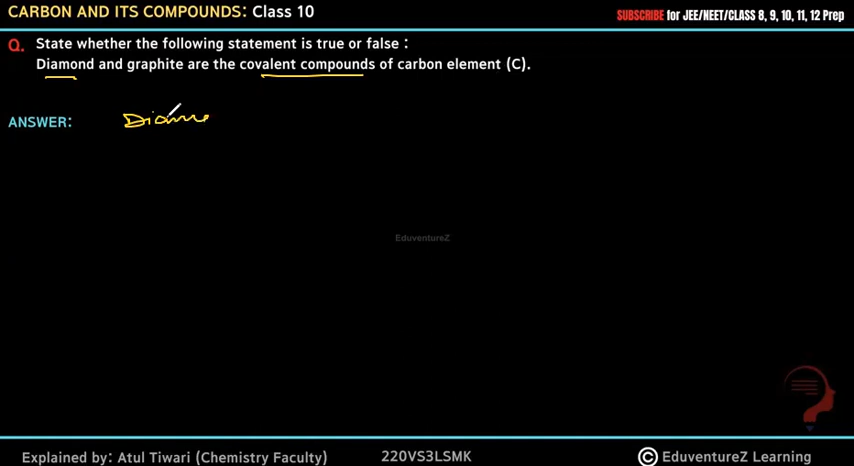 CARBON AND ITS COMPOUNDS: Class 10
SUBSCRIBE for JEE/NEET/CLASS 8, 9, 10, 11, 12 Prep
Q. State whether the following statement is true or false :
Diamond and graphite are the covalent compounds of carbon element (C).
ANSWER:
EduventureZ
Explained by: Atul Tiwari (Chemistry Faculty)
220VS3LSMK
© EduventureZ Learning